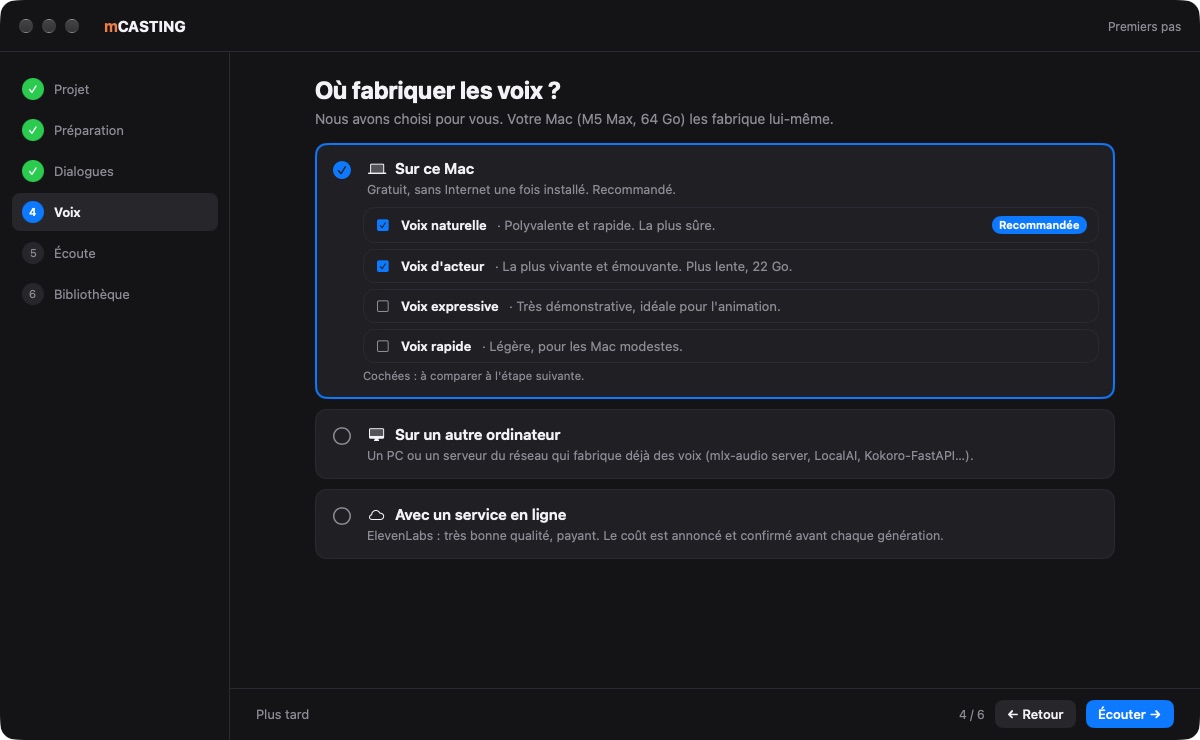 mCASTING
Premiers pas
Projet
Préparation
Dialogues
4 Voix
5 Écoute
6 Bibliothèque
Où fabriquer les voix ?
Nous avons choisi pour vous. Votre Mac (M5 Max, 64 Go) les fabrique lui-même.
Sur ce Mac
Gratuit, sans Internet une fois installé. Recommandé.
Voix naturelle · Polyvalente et rapide. La plus sûre. Recommandée
Voix d'acteur · La plus vivante et émouvante. Plus lente, 22 Go.
Voix expressive · Très démonstrative, idéale pour l'animation.
Voix rapide · Légère, pour les Mac modestes.
Cochées : à comparer à l'étape suivante.
Sur un autre ordinateur
Un PC ou un serveur du réseau qui fabrique déjà des voix (mlx-audio server, LocalAI, Kokoro-FastAPI…).
Avec un service en ligne
ElevenLabs : très bonne qualité, payant. Le coût est annoncé et confirmé avant chaque génération.
Plus tard
4 / 6
← Retour
Écouter →